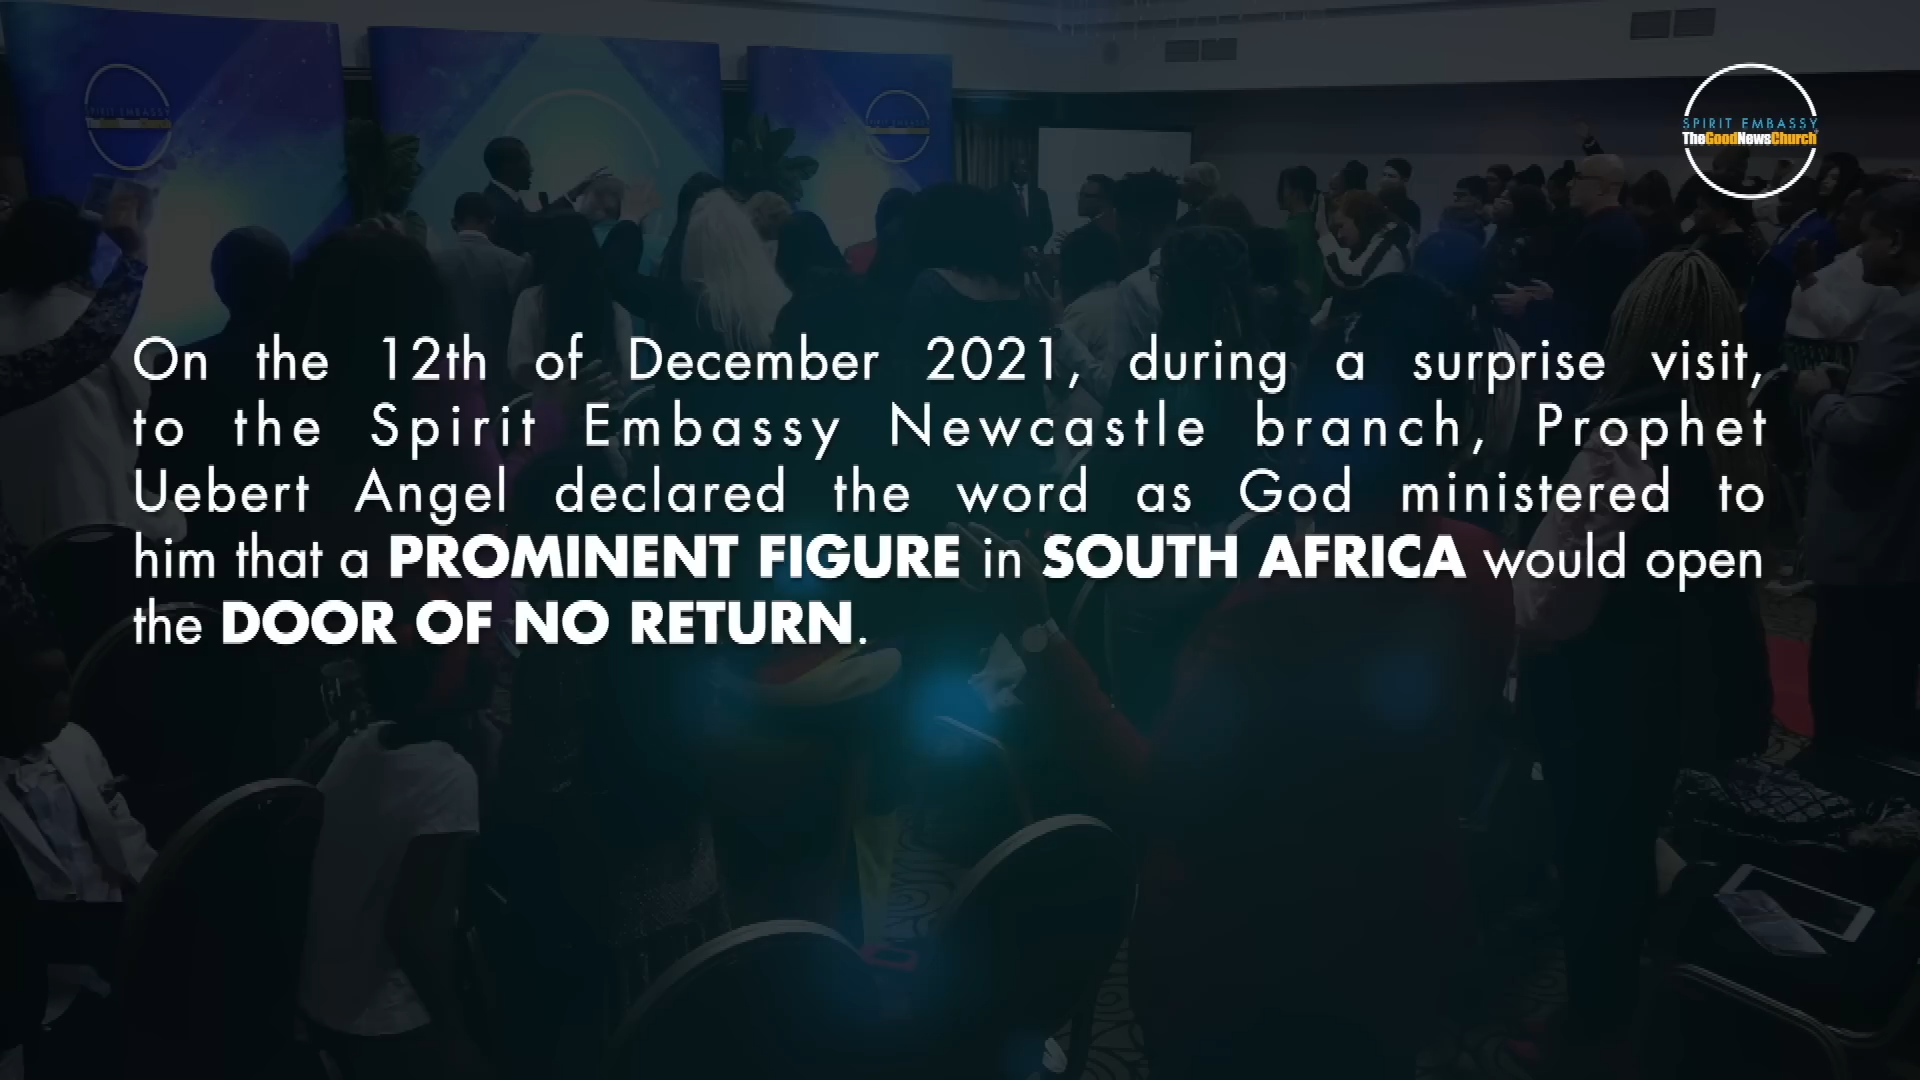 SPIRIT EMBASSY
TheGoodNewsChurch
On the 12th of December 2021, during a surprise visit,
to the Spirit Embassy Newcastle branch, Prophet
Uebert Angel declared the word as God ministered to
him that a PROMINENT FIGURE in SOUTH AFRICA would open
the DOOR OF NO RETURN.